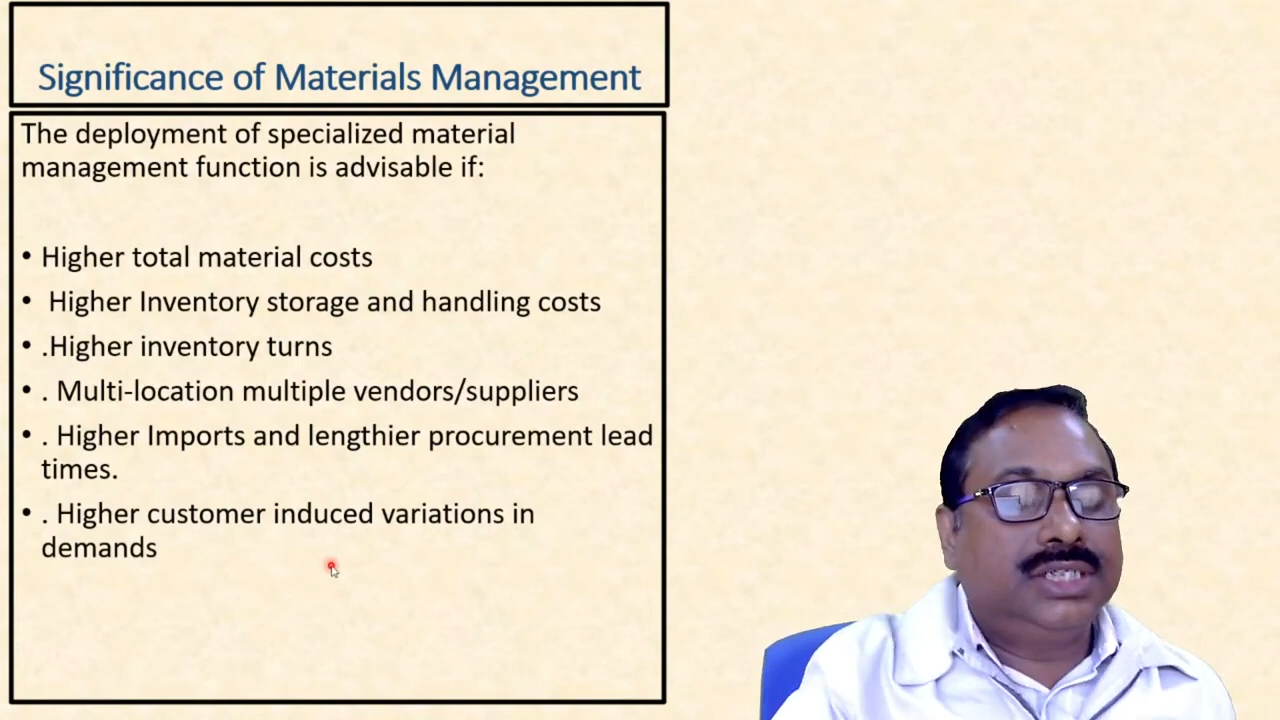 Significance of Materials Management
The deployment of specialized material
management function is advisable if:
• Higher total material costs
• Higher Inventory storage and handling costs
• .Higher inventory turns
• . Multi-location multiple vendors/suppliers
• . Higher Imports and lengthier procurement lead
times.
• . Higher customer induced variations in
demands